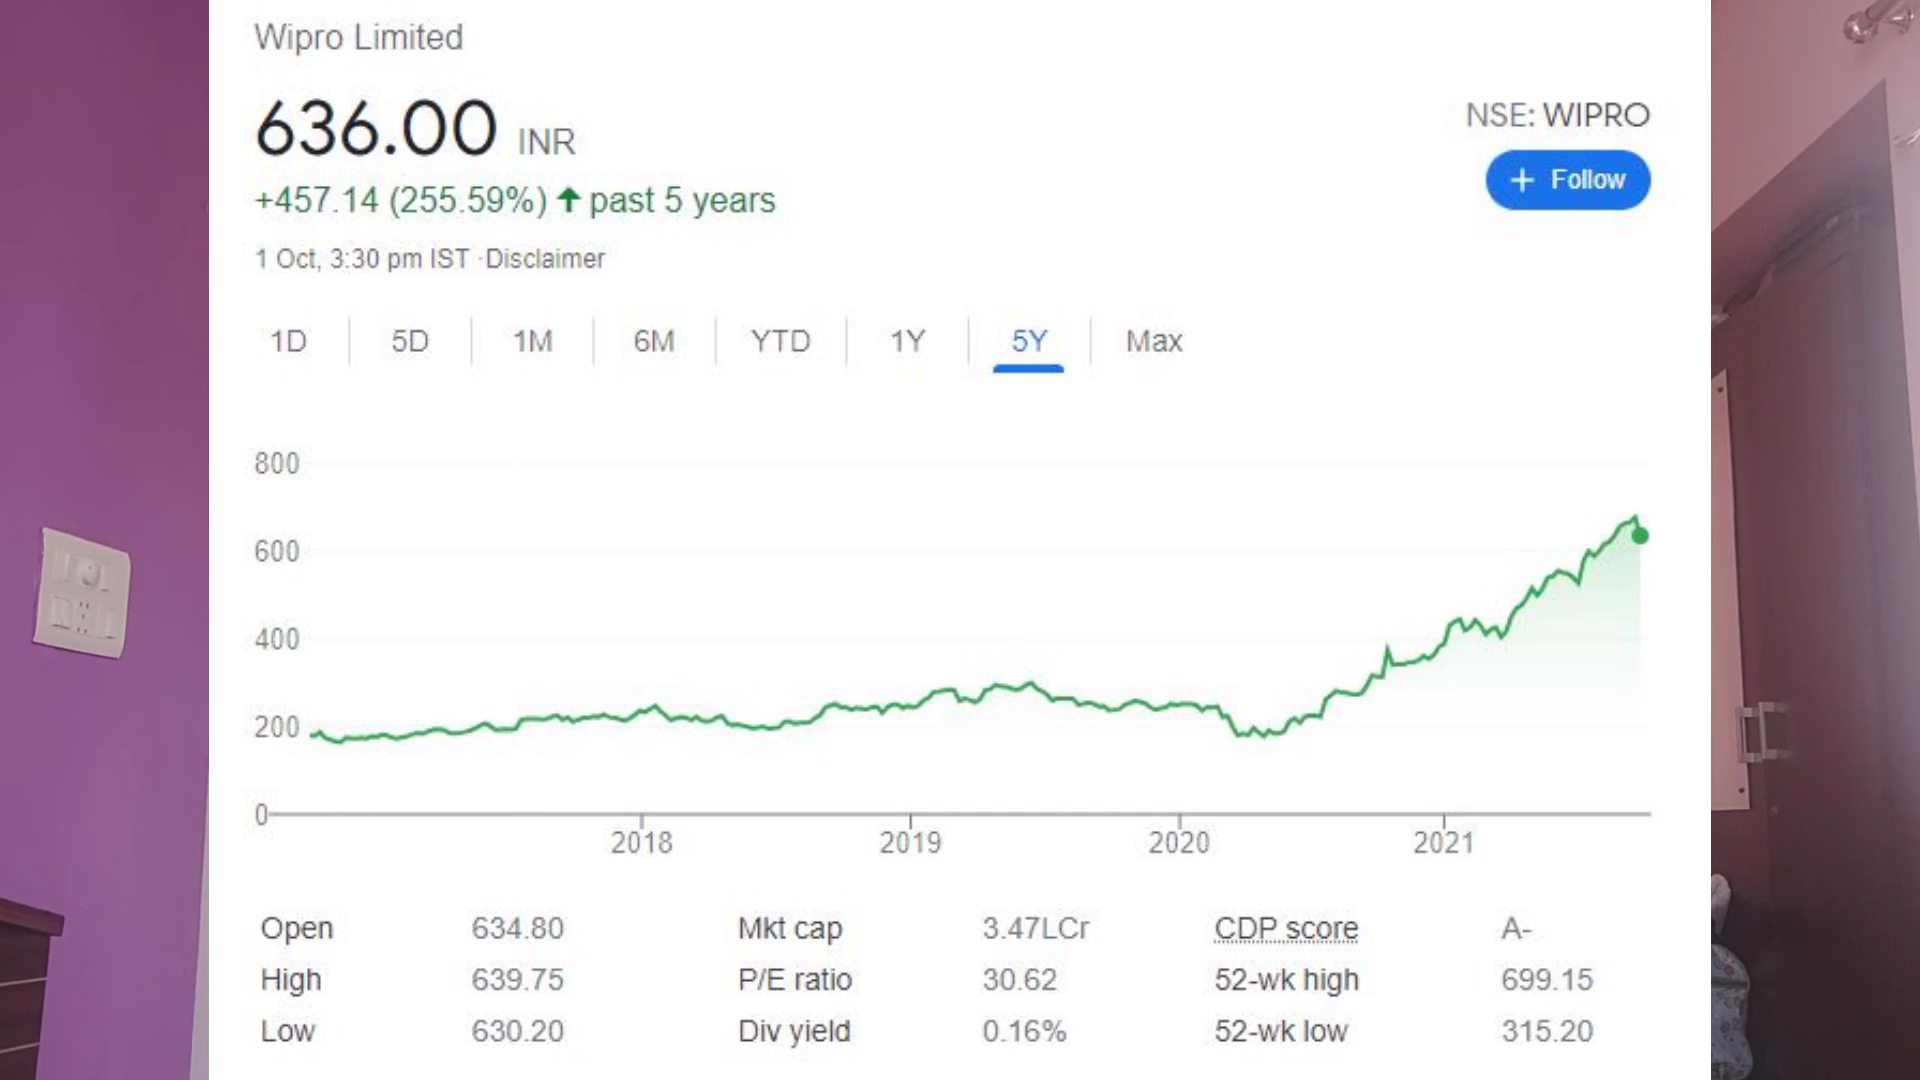 Wipro Limited
636.00 INR
NSE: WIPRO
+ Follow
+457.14 (255.59%) ↑ past 5 years
1 Oct, 3:30 pm IST ·Disclaimer
1D 5D 1M 6M YTD 1Y 5Y Max
800
600
400
200
0
2018 2019 2020 2021
Open 634.80 Mkt cap 3.47LCr CDP score A-
High 639.75 P/E ratio 30.62 52-wk high 699.15
Low 630.20 Div yield 0.16% 52-wk low 315.20